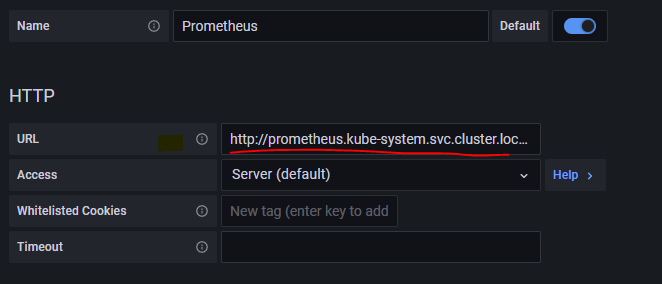 Name Prometheus Default
HTTP
URL http://prometheus.kube-system.svc.cluster.loc...
Access Server (default) Help >
Whitelisted Cookies New tag (enter key to add
Timeout